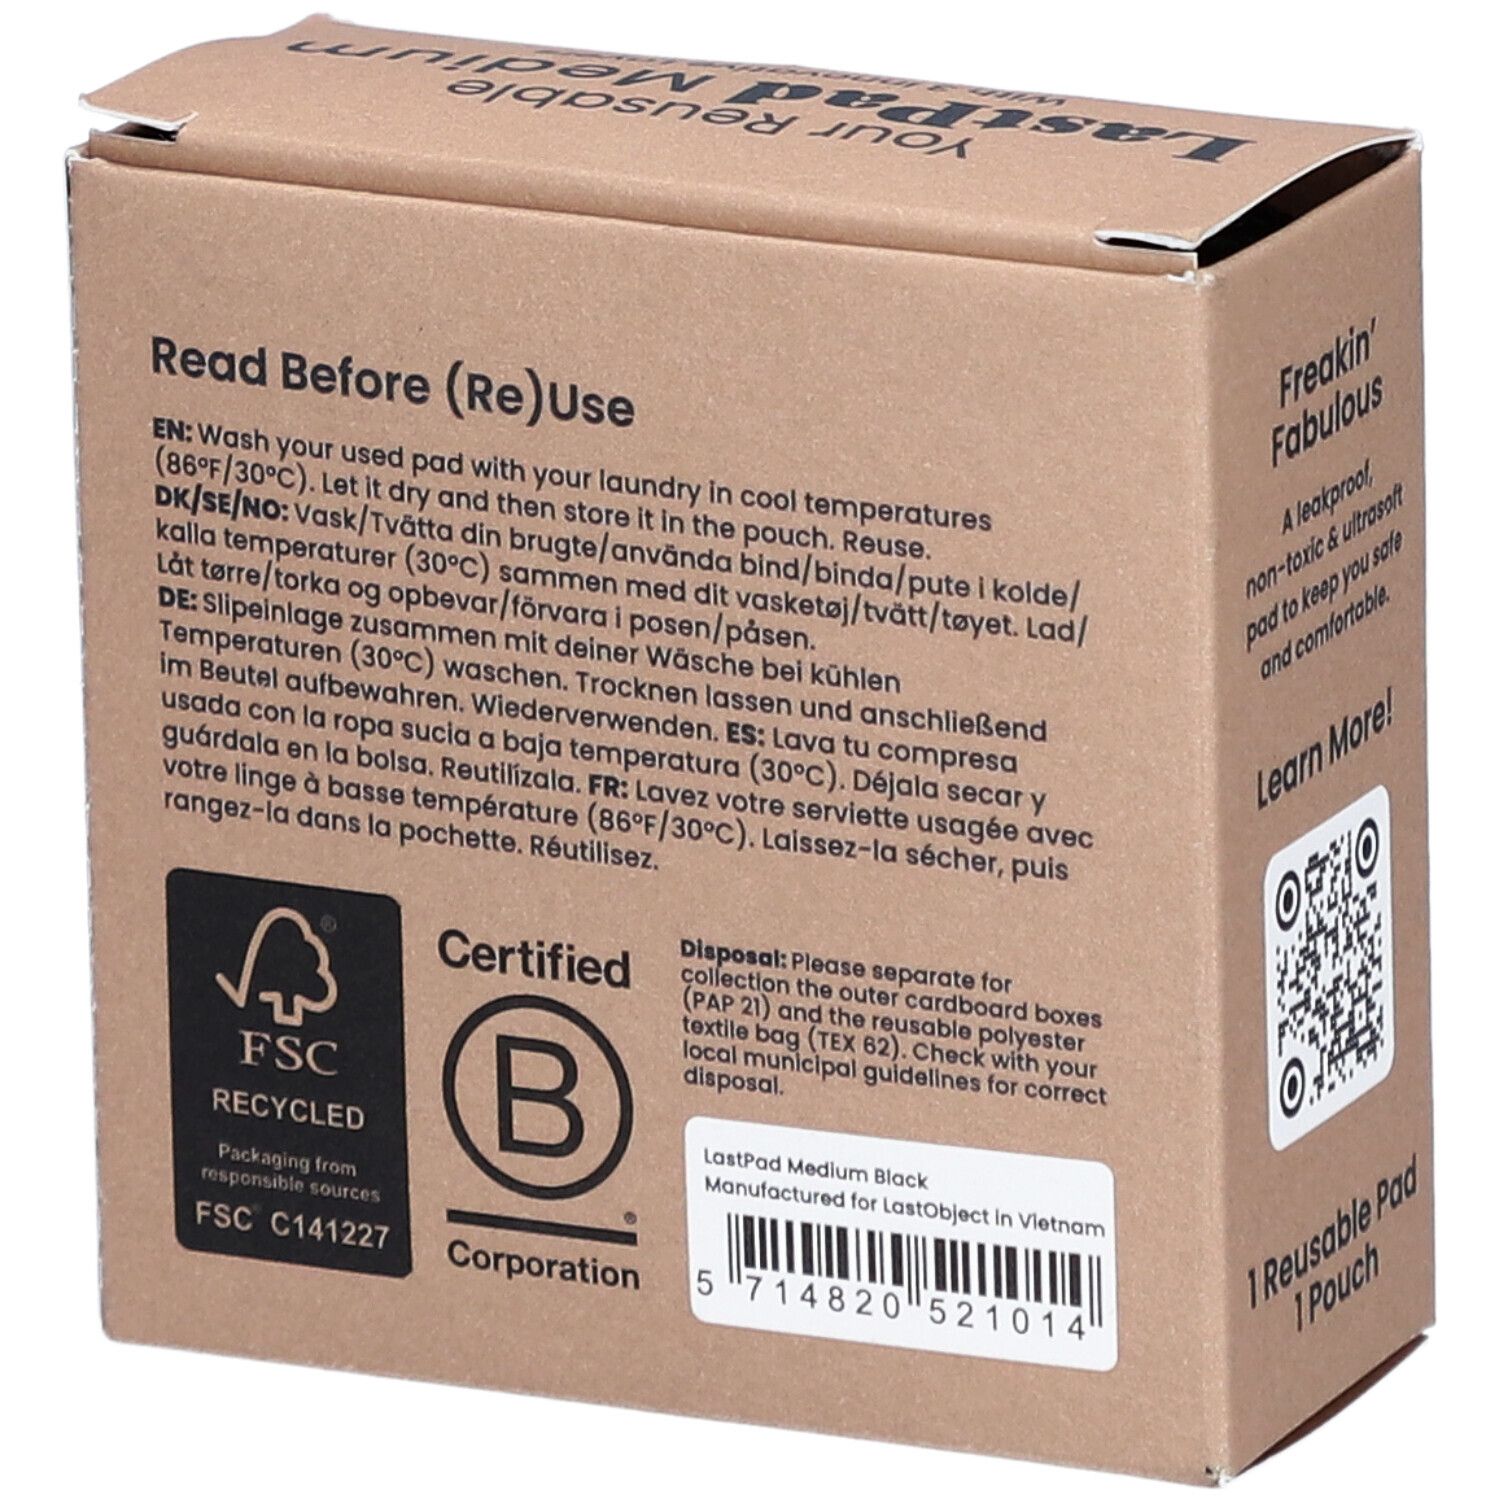 Your Reusable
LastPad Medium
with 3 innovative Layers
Read Before (Re)Use
EN: Wash your used pad with your laundry in cool temperatures
(86°F/30°C). Let it dry and then store it in the pouch. Reuse.
DK/SE/NO: Vask/Tvätta din brugte/använda bind/binda/pute i kolde/
kalla temperaturer (30°C) sammen med dit vasketøj/tvätt/tøyet. Lad/
Låt tørre/torka og opbevar/förvara i posen/påsen.
DE: Slipeinlage zusammen mit deiner Wäsche bei kühlen
Temperaturen (30°C) waschen. Trocknen lassen und anschließend
im Beutel aufbewahren. Wiederverwenden. ES: Lava tu compresa
usada con la ropa sucia a baja temperatura (30°C). Déjala secar y
guárdala en la bolsa. Reutilízala. FR: Lavez votre serviette usagée avec
votre linge à basse température (86°F/30°C). Laissez-la sécher, puis
rangez-la dans la pochette. Réutilisez.
®
FSC
RECYCLED
Packaging from
responsible sources
FSC® C141227
Certified
B
®
Corporation
Disposal: Please separate for
collection the outer cardboard boxes
(PAP 21) and the reusable polyester
textile bag (TEX 62). Check with your
local municipal guidelines for correct
disposal.
LastPad Medium Black
Manufactured for LastObject in Vietnam
5 714820 521014
Freakin'
Fabulous
A leakproof,
non-toxic & ultrasoft
pad to keep you safe
and comfortable.
Learn More!
1 Reusable Pad
1 Pouch